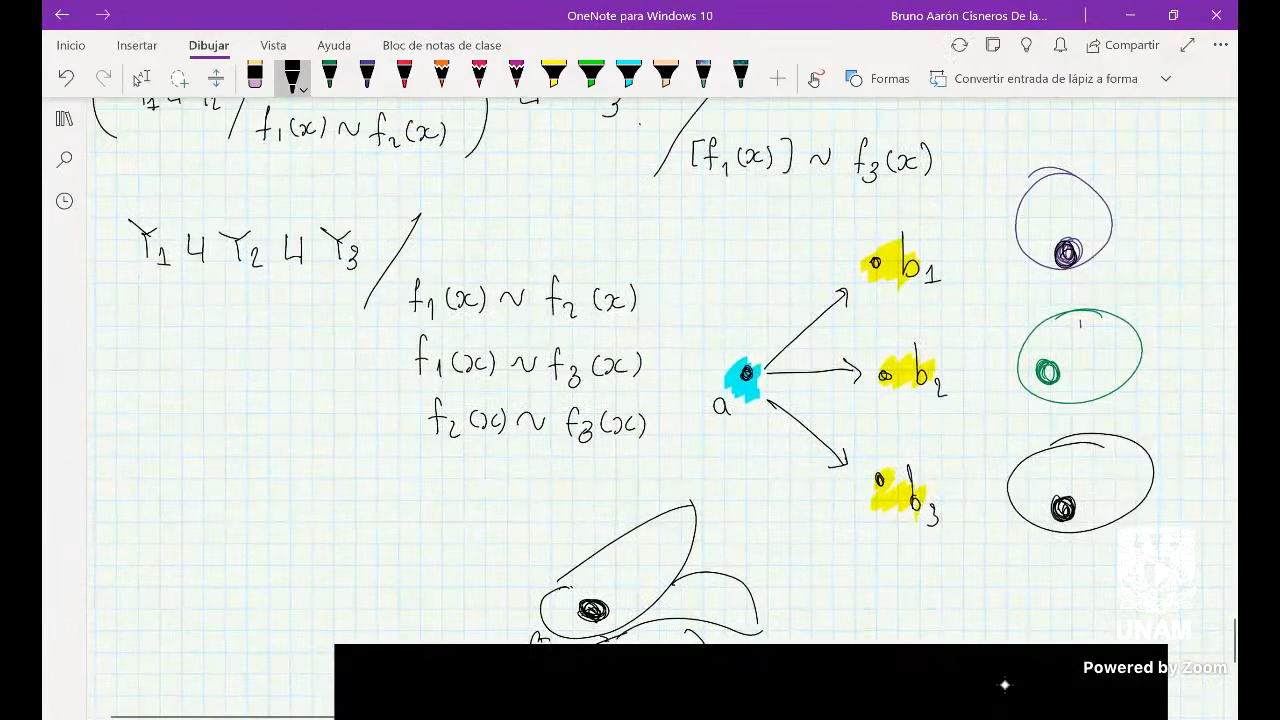 OneNote para Windows 10
Bruno Aarón Cisneros De la...
Inicio Insertar Dibujar Vista Ayuda Bloc de notas de clase
Compartir
Formas
Convertir entrada de lápiz a forma
f₁(x) ~ f₂(x)
3
[f₁(x)] ~ f₃(x)
Y₁ ⊔ Y₂ ⊔ Y₃ /
f₁(x) ~ f₂(x)
f₁(x) ~ f₃(x)
f₂(x) ~ f₃(x)
b₁
a
b₂
b₃
UNAM
Powered by Zoom